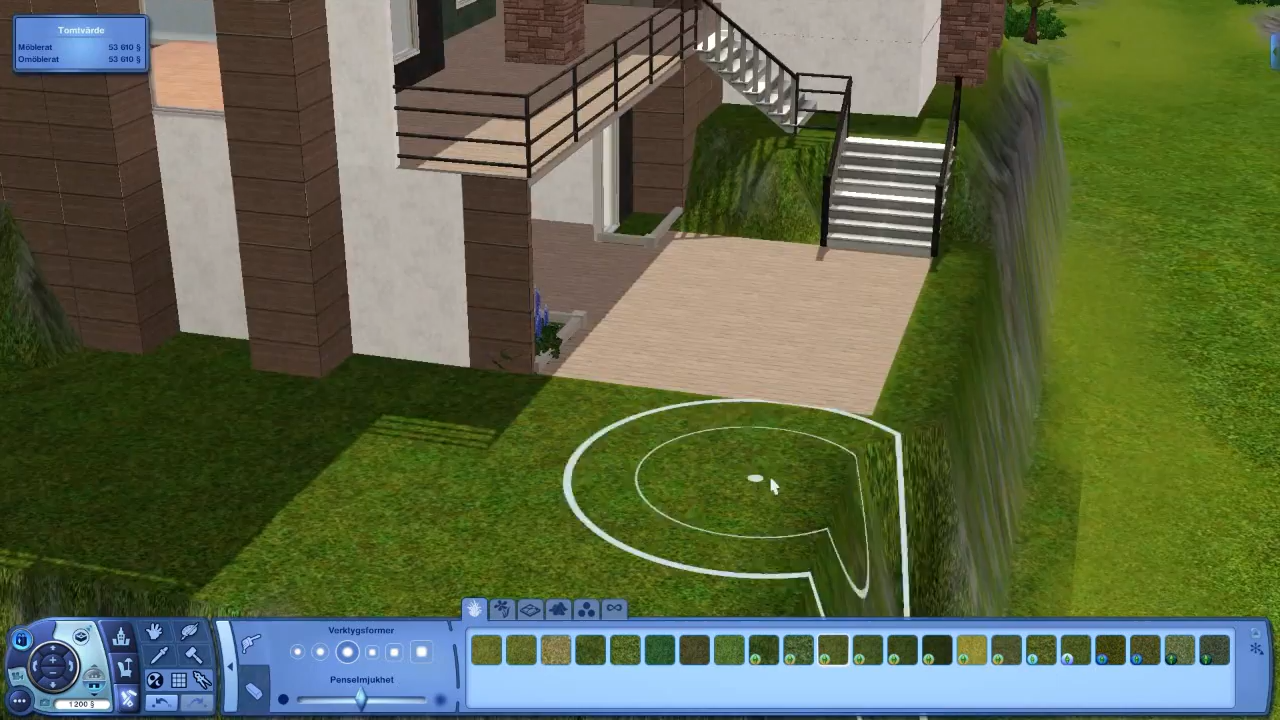 Tomtvärde
Möblerat 53 610 §
Omöblerat 53 610 §
Verktygsformer
Penselmjukhet
1 200 §